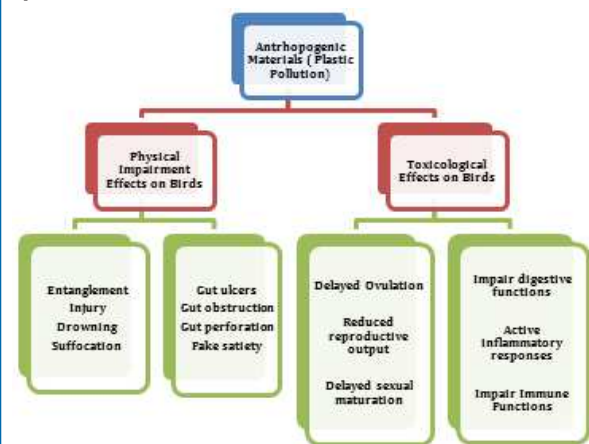 Antrhopogenic
Materials ( Plastic
Pollution)
Physical
Impairment
Effects on Birds
Toxicological
Effects on Birds
Entanglement
Injury
Drowning
Suffocation
Gut ulcers
Gut obstruction
Gut perforation
Fake satiety
Delayed Ovulation
Reduced
reproductive
output
Delayed sexual
maturation
Impair digestive
functions
Active
inflammatory
responses
Impair Immune
Functions